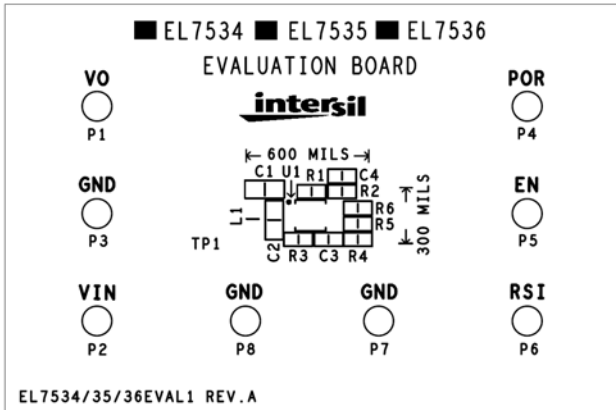 EL7534 EL7535 EL7536
EVALUATION BOARD
intersil
VO
P1
POR
P4
600 MILS
C1 U1 R1 C4
R2
GND
P3
L1
R6
R5
300 MILS
EN
P5
TP1
C2 R3 C3 R4
VIN
P2
GND
P8
GND
P7
RSI
P6
EL7534/35/36EVAL1 REV.A